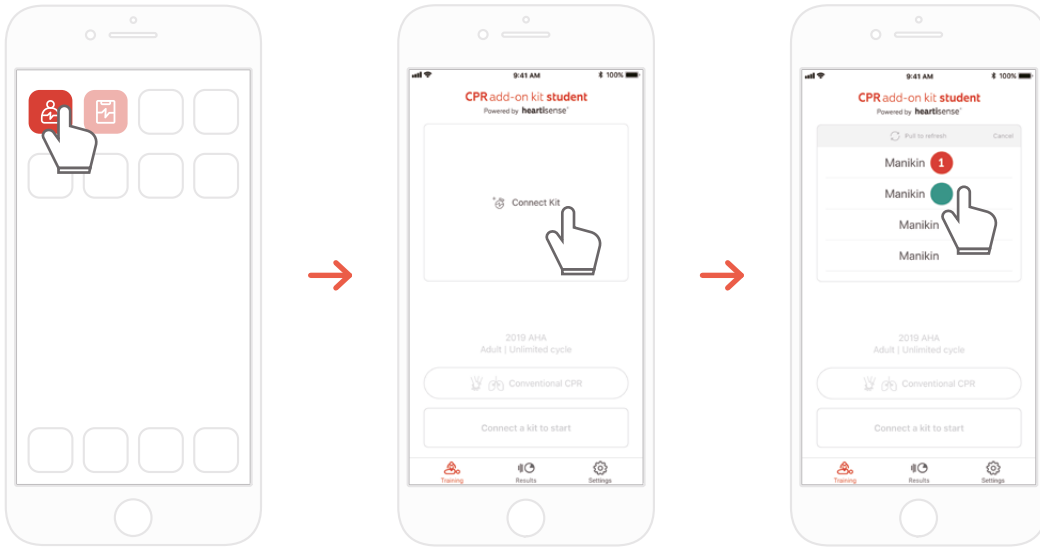 9:41 AM
100%
CPR add-on kit student
Powered by heartisense®
Connect Kit
2019 AHA
Adult | Unlimited cycle
Conventional CPR
Connect a kit to start
Training
Results
Settings
9:41 AM
100%
CPR add-on kit student
Powered by heartisense®
Pull to refresh
Cancel
Manikin 1
Manikin
Manikin
Manikin
2019 AHA
Adult | Unlimited cycle
Conventional CPR
Connect a kit to start
Training
Results
Settings